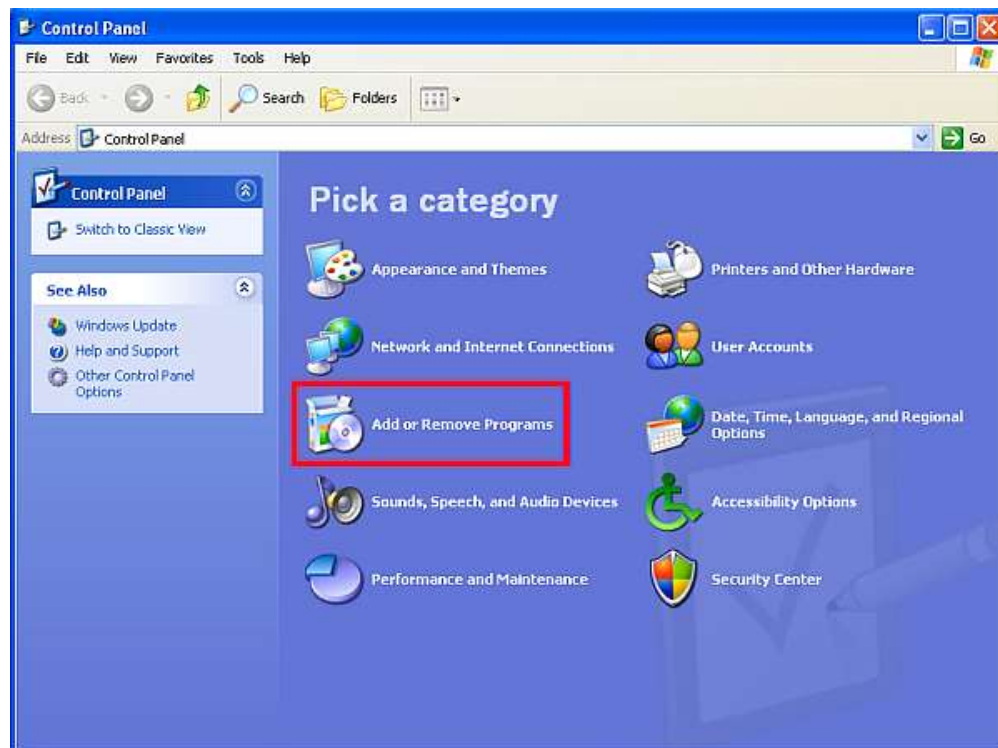 Control Panel
File Edit View Favorites Tools Help
Back Search Folders
Address Control Panel Go
Control Panel
Switch to Classic View
See Also
Windows Update
Help and Support
Other Control Panel
Options
Pick a category
Appearance and Themes
Printers and Other Hardware
Network and Internet Connections
User Accounts
Add or Remove Programs
Date, Time, Language, and Regional
Options
Sounds, Speech, and Audio Devices
Accessibility Options
Performance and Maintenance
Security Center